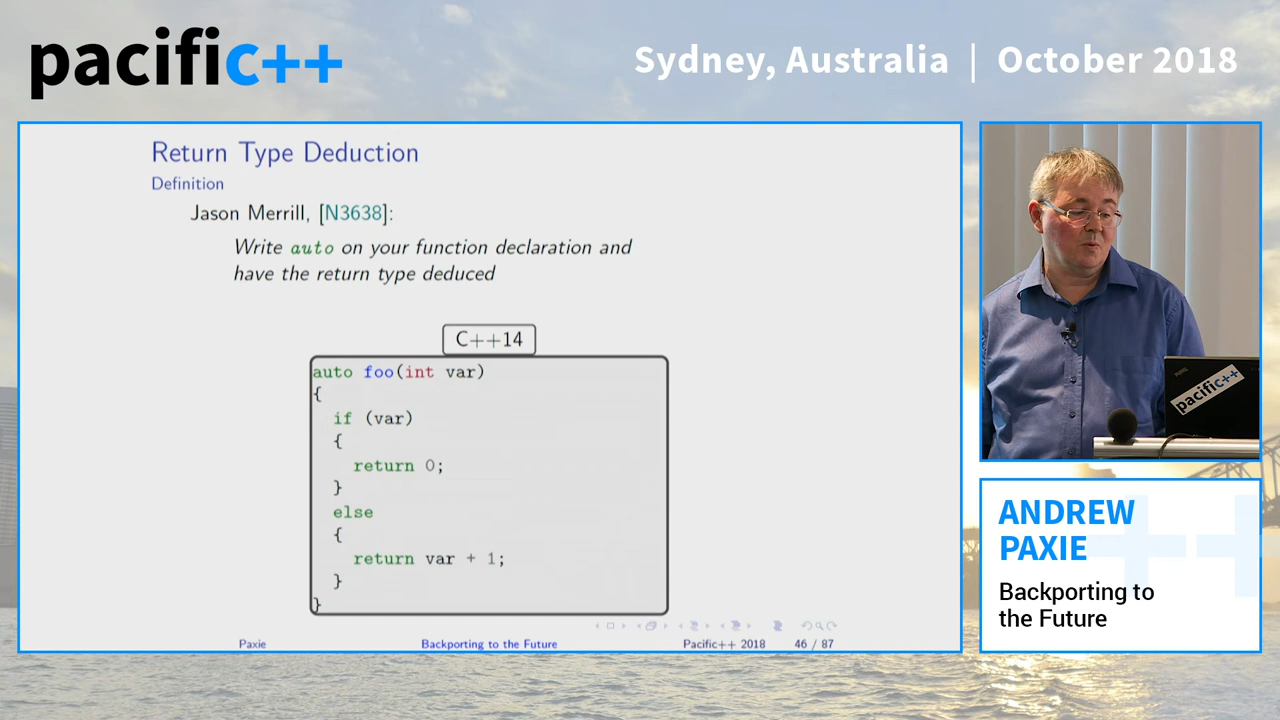 pacific++
Sydney, Australia | October 2018
Return Type Deduction
Definition
Jason Merrill, [N3638]:
Write auto on your function declaration and
have the return type deduced
C++14
auto foo(int var)
{
  if (var)
  {
    return 0;
  }
  else
  {
    return var + 1;
  }
}
Paxie Backporting to the Future Pacific++ 2018 46 / 87
pacific++
ANDREW
PAXIE
Backporting to
the Future